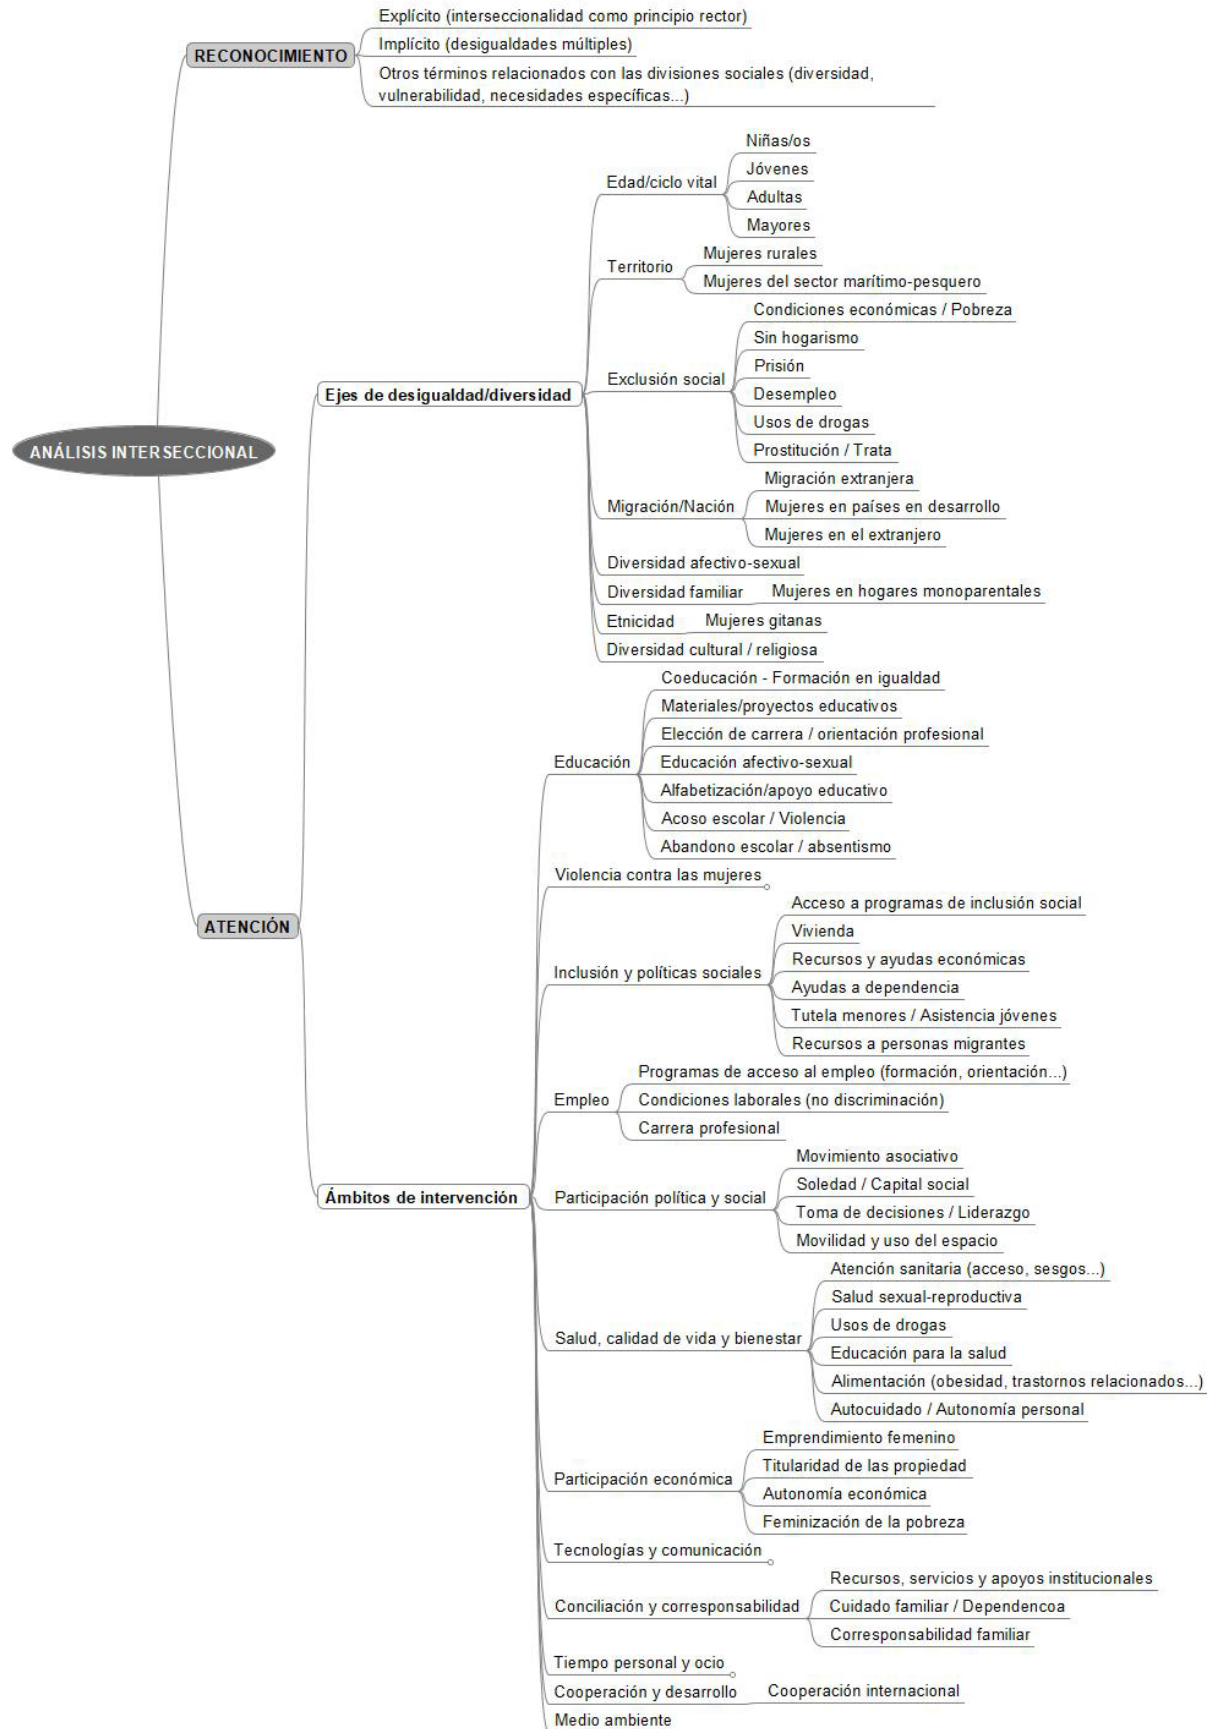 Explícito (interseccionalidad como principio rector)
RECONOCIMIENTO
Implícito (desigualdades múltiples)
Otros términos relacionados con las divisiones sociales (diversidad,
vulnerabilidad, necesidades específicas...)
ANÁLISIS INTERSECCIONAL
ATENCIÓN
Ejes de desigualdad/diversidad
Edad/ciclo vital
Niñas/os
Jóvenes
Adultas
Mayores
Territorio
Mujeres rurales
Mujeres del sector marítimo-pesquero
Exclusión social
Condiciones económicas / Pobreza
Sin hogarismo
Prisión
Desempleo
Usos de drogas
Prostitución / Trata
Migración/Nación
Migración extranjera
Mujeres en países en desarrollo
Mujeres en el extranjero
Diversidad afectivo-sexual
Diversidad familiar
Mujeres en hogares monoparentales
Etnicidad
Mujeres gitanas
Diversidad cultural / religiosa
Ámbitos de intervención
Educación
Coeducación - Formación en igualdad
Materiales/proyectos educativos
Elección de carrera / orientación profesional
Educación afectivo-sexual
Alfabetización/apoyo educativo
Acoso escolar / Violencia
Abandono escolar / absentismo
Violencia contra las mujeres
Inclusión y políticas sociales
Acceso a programas de inclusión social
Vivienda
Recursos y ayudas económicas
Ayudas a dependencia
Tutela menores / Asistencia jóvenes
Recursos a personas migrantes
Empleo
Programas de acceso al empleo (formación, orientación...)
Condiciones laborales (no discriminación)
Carrera profesional
Participación política y social
Movimiento asociativo
Soledad / Capital social
Toma de decisiones / Liderazgo
Movilidad y uso del espacio
Salud, calidad de vida y bienestar
Atención sanitaria (acceso, sesgos...)
Salud sexual-reproductiva
Usos de drogas
Educación para la salud
Alimentación (obesidad, trastornos relacionados...)
Autocuidado / Autonomía personal
Participación económica
Emprendimiento femenino
Titularidad de las propiedad
Autonomía económica
Feminización de la pobreza
Tecnologías y comunicación
Conciliación y corresponsabilidad
Recursos, servicios y apoyos institucionales
Cuidado familiar / Dependencoa
Corresponsabilidad familiar
Tiempo personal y ocio
Cooperación y desarrollo
Cooperación internacional
Medio ambiente